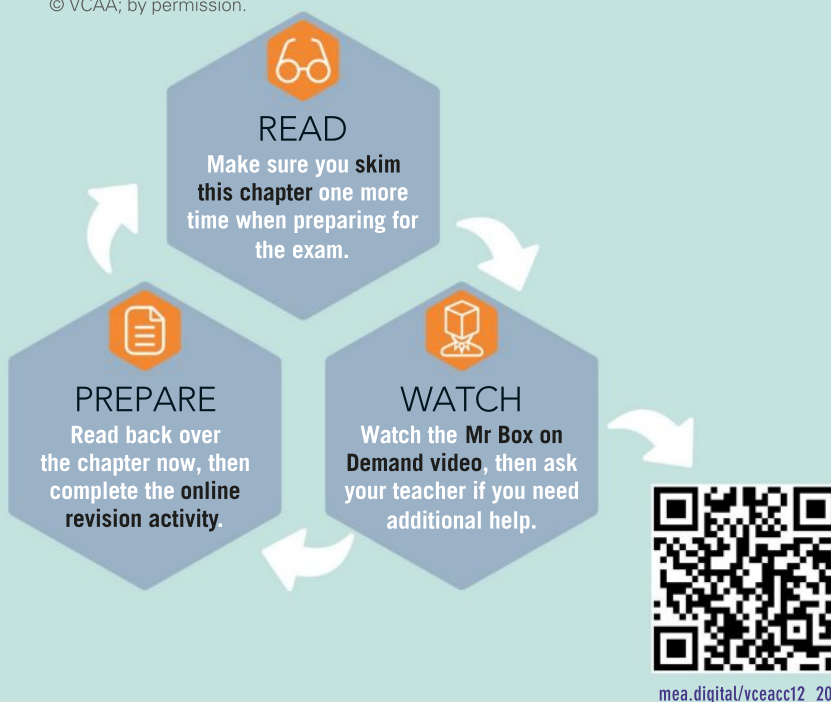 © VCAA; by permission.
READ
Make sure you skim
this chapter one more
time when preparing for
the exam.
PREPARE
Read back over
the chapter now, then
complete the online
revision activity.
WATCH
Watch the Mr Box on
Demand video, then ask
your teacher if you need
additional help.
mea.digital/vceacc12_20